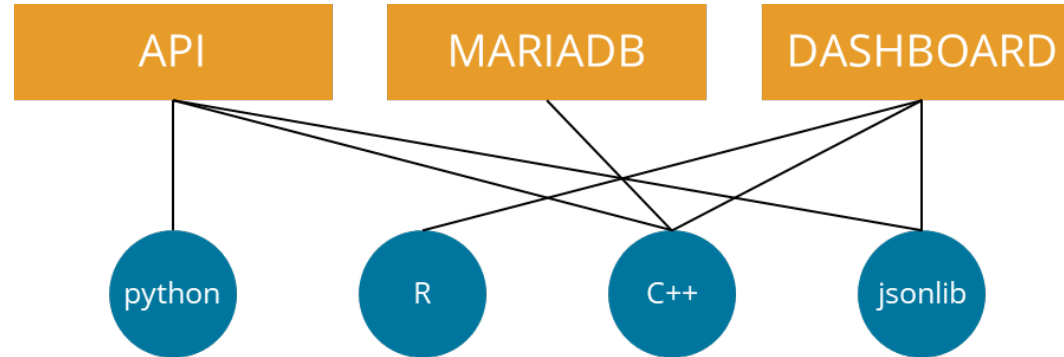 API
MARIADB
DASHBOARD
python
R
C++
jsonlib